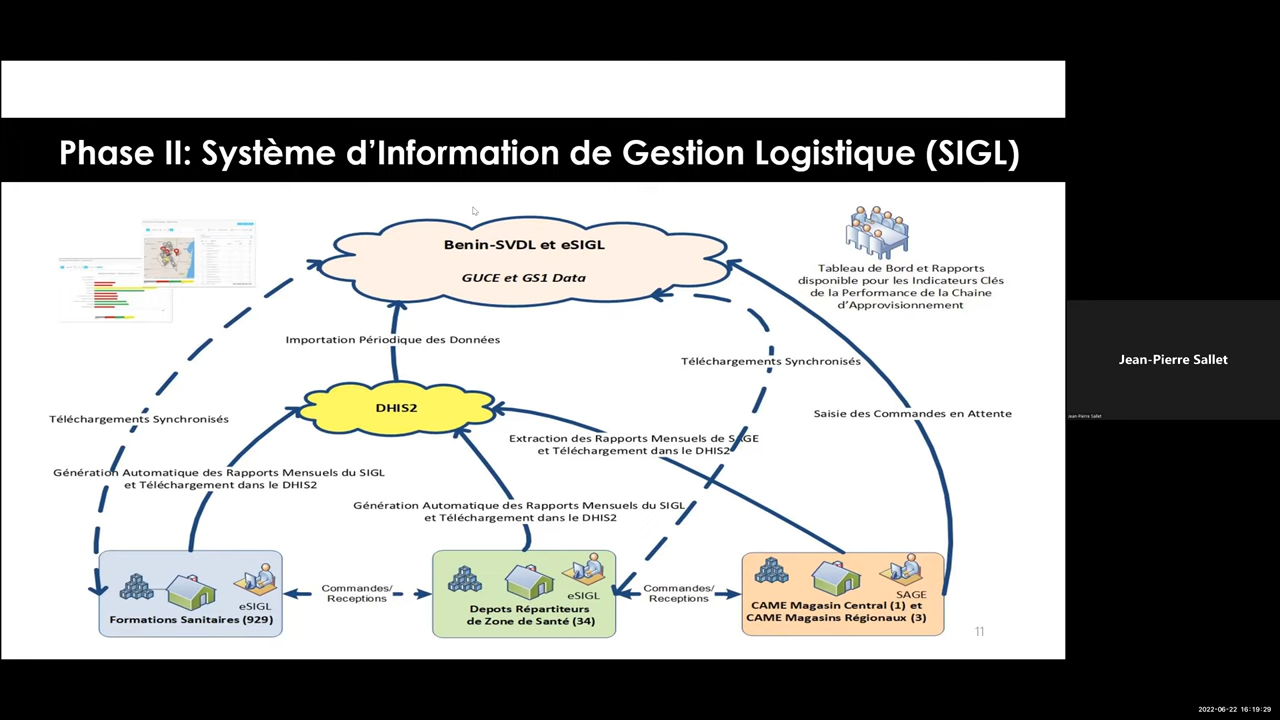 Phase II: Système d’Information de Gestion Logistique (SIGL)
Benin-SVDL et eSIGL
GUCE et GS1 Data
Tableau de Bord et Rapports
disponible pour les Indicateurs Clés
de la Performance de la Chaine
d’Approvisionnement
Importation Périodique des Données
Téléchargements Synchronisés
DHIS2
Saisie des Commandes en Attente
Téléchargements Synchronisés
Extraction des Rapports Mensuels de SAGE
et Téléchargement dans le DHIS2
Génération Automatique des Rapports Mensuels du SIGL
et Téléchargement dans le DHIS2
Génération Automatique des Rapports Mensuels du SIGL
et Téléchargement dans le DHIS2
eSIGL
Formations Sanitaires (929)
Commandes/
Receptions
eSIGL
Depots Répartiteurs
de Zone de Santé (34)
Commandes/
Receptions
SAGE
CAME Magasin Central (1) et
CAME Magasins Régionaux (3)
11
Jean-Pierre Sallet
Jean-Pierre Sallet
2022-06-22 16:19:29